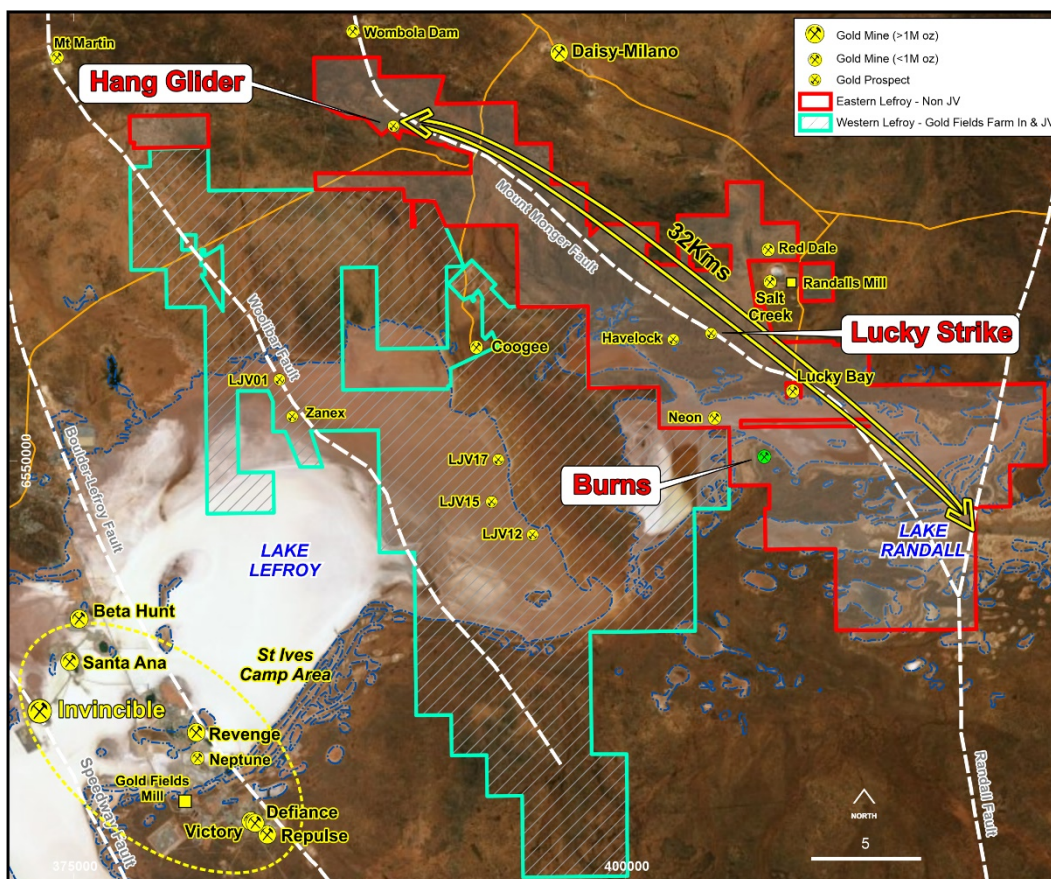 Gold Mine (>1M oz)
Gold Mine (<1M oz)
Gold Prospect
Eastern Lefroy - Non JV
Western Lefroy - Gold Fields Farm In & JV
Mt Martin
Wombola Dam
Daisy-Milano
Hang Glider
Mount Monger Fault
32Kms
Red Dale
Randalls Mill
Salt
Creek
Lucky Strike
Havelock
Coogee
Woolibar Fault
LJV01
Zanex
Lucky Bay
Neon
Burns
LJV17
LJV15
LJV12
6550000
Boulder-Lefroy Fault
LAKE
LEFROY
LAKE
RANDALL
Beta Hunt
Santa Ana
St Ives
Camp Area
Invincible
Revenge
Neptune
Gold Fields
Mill
Defiance
Victory
Repulse
Speedway Fault
Randall Fault
NORTH
5
375000
400000